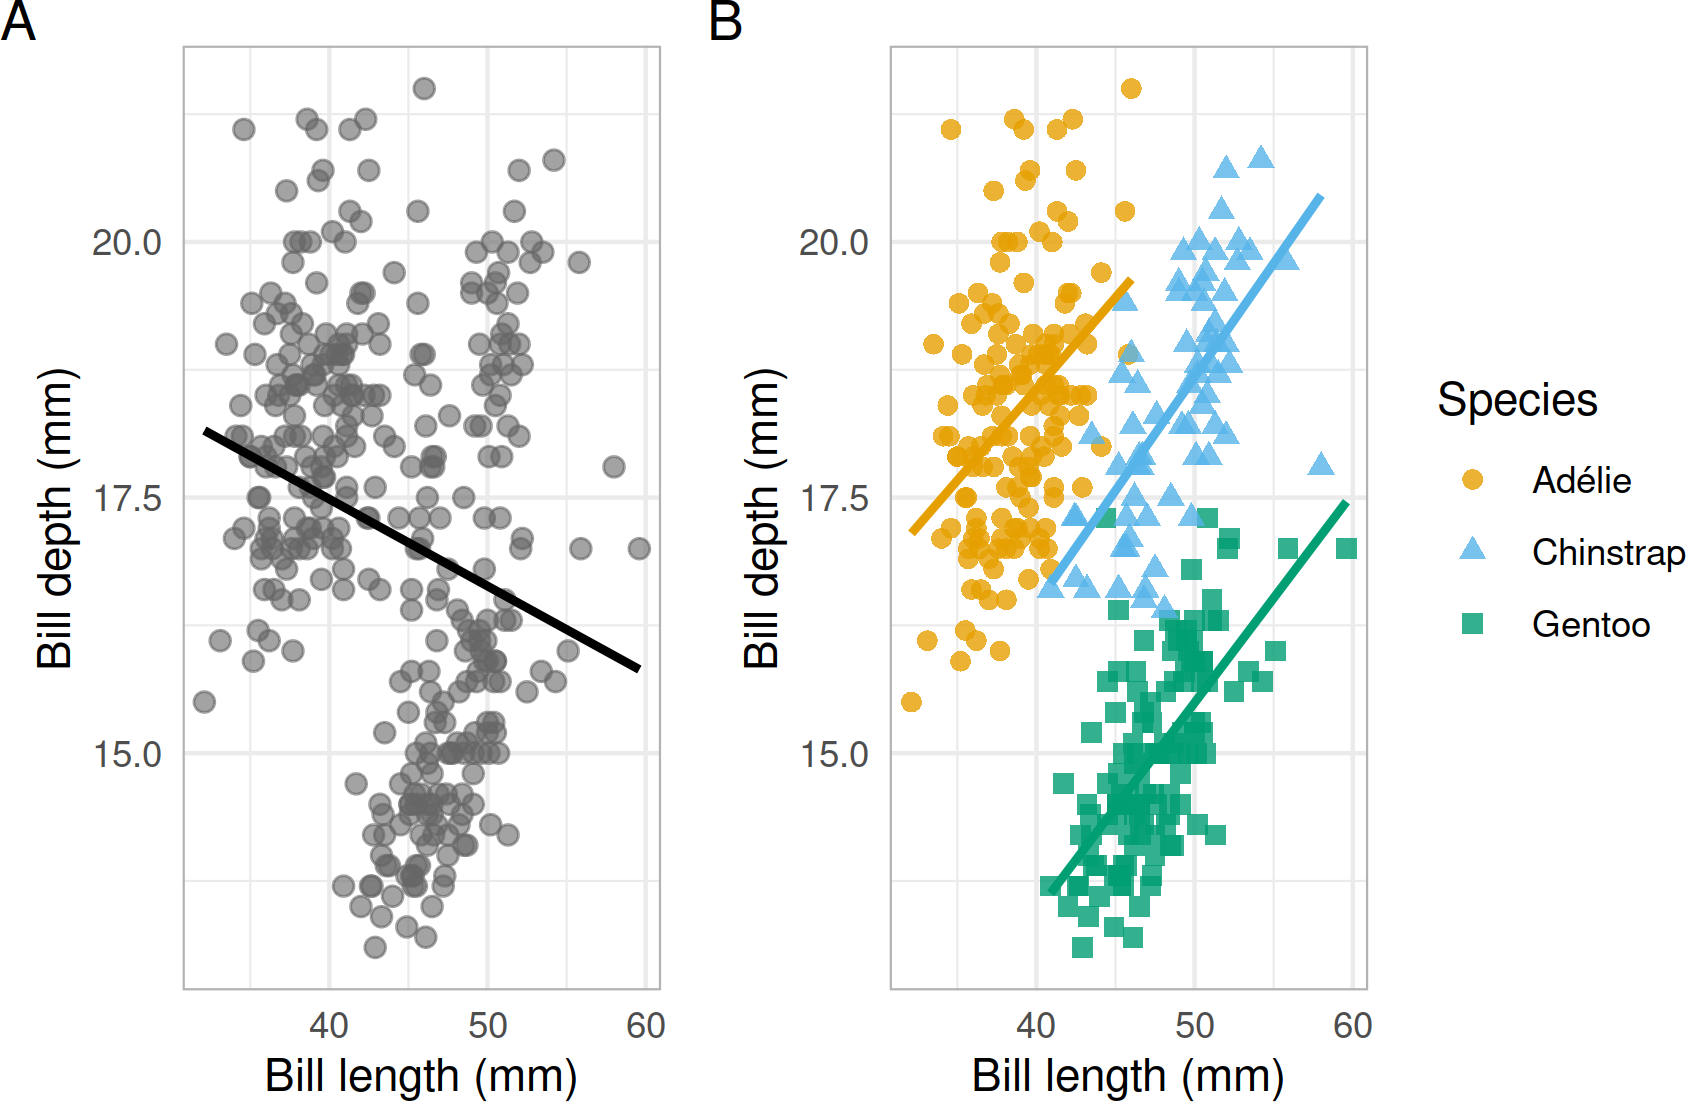 A
B
Bill depth (mm)
20.0
17.5
15.0
40 50 60
Bill length (mm)
Bill depth (mm)
20.0
17.5
15.0
40 50 60
Bill length (mm)
Species
Adélie
Chinstrap
Gentoo